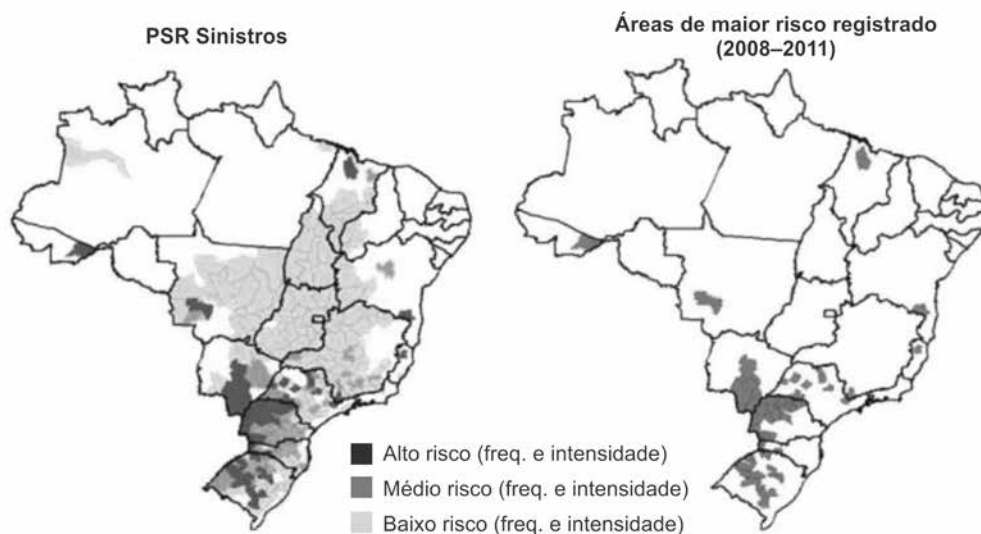 PSR Sinistros
Áreas de maior risco registrado
(2008–2011)
Alto risco (freq. e intensidade)
Médio risco (freq. e intensidade)
Baixo risco (freq. e intensidade)